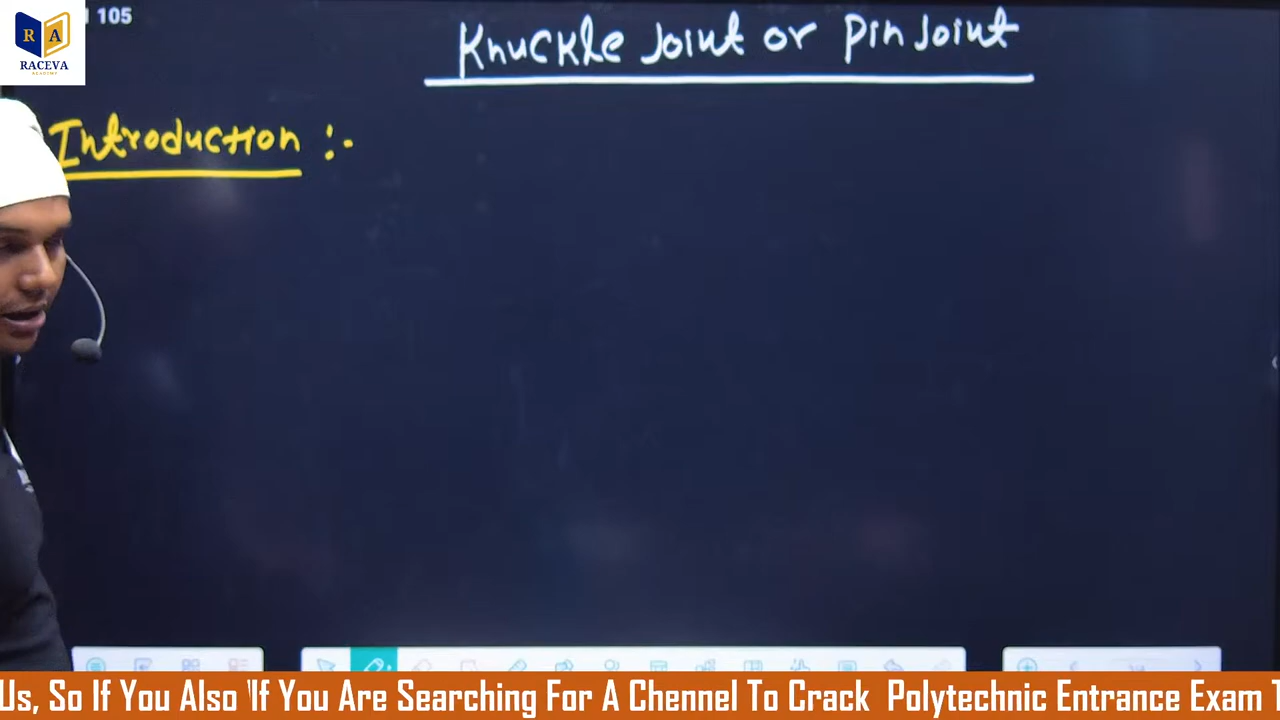 105
Knuckle Joint or Pin Joint
R A
RACEVA
ACADEMY
Introduction :-
Us, So If You Also If You Are Searching For A Chennel To Crack Polytechnic Entrance Exam